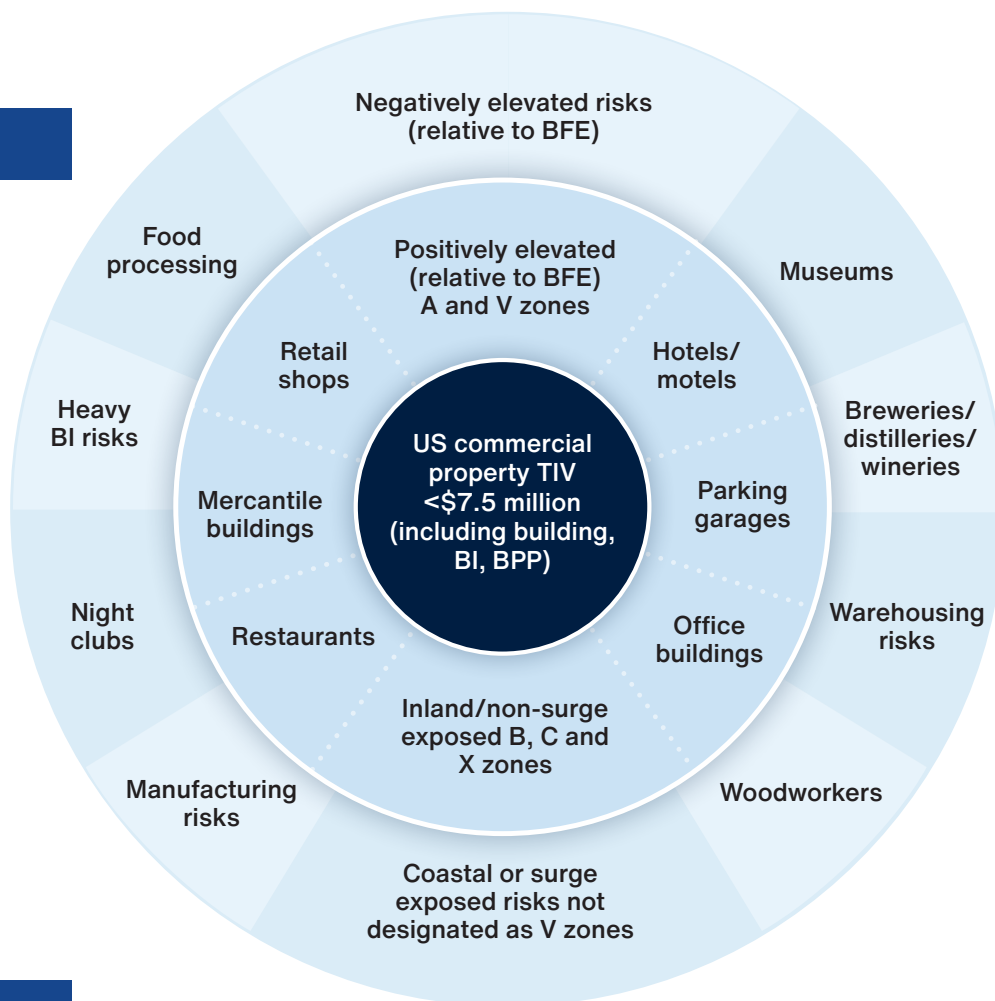 Negatively elevated risks
(relative to BFE)
Food
processing
Museums
Positively elevated
(relative to BFE)
A and V zones
Retail
shops
Hotels/
motels
Heavy
BI risks
Breweries/
distilleries/
wineries
US commercial
property TIV
<$7.5 million
(including building,
BI, BPP)
Mercantile
buildings
Parking
garages
Night
clubs
Restaurants
Office
buildings
Warehousing
risks
Inland/non-surge
exposed B, C and
X zones
Manufacturing
risks
Woodworkers
Coastal or surge
exposed risks not
designated as V zones